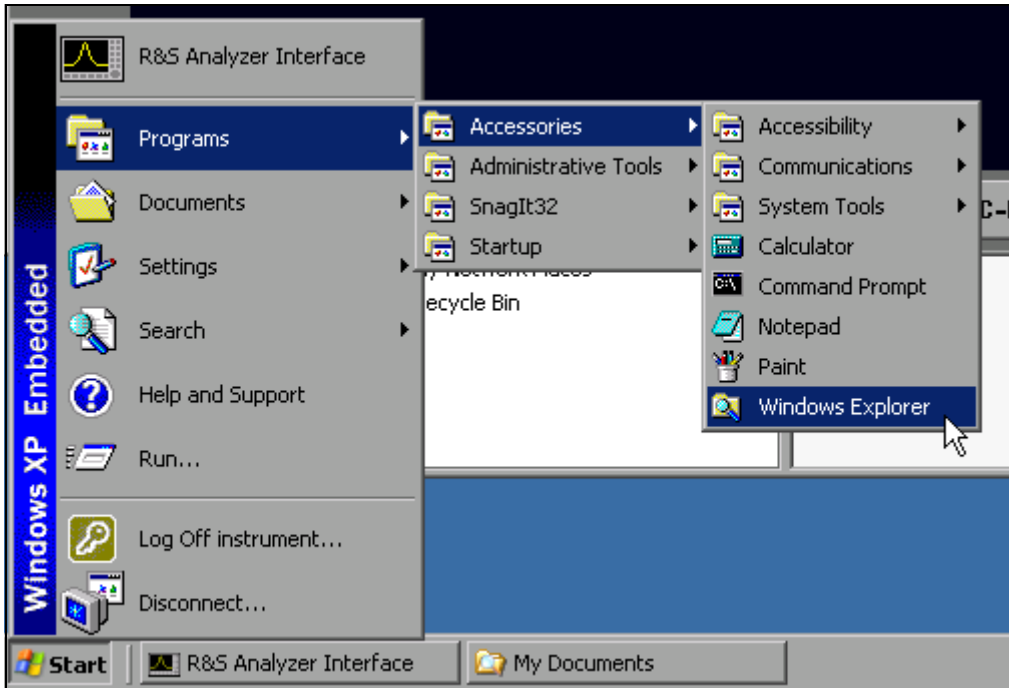 R&S Analyzer Interface
Programs
Documents
Settings
Search
Help and Support
Run...
Log Off instrument...
Disconnect...
Windows XP Embedded
Accessories
Administrative Tools
SnagIt32
Startup
Accessibility
Communications
System Tools
Calculator
Command Prompt
Notepad
Paint
Windows Explorer
ecycle Bin
Start
R&S Analyzer Interface
My Documents